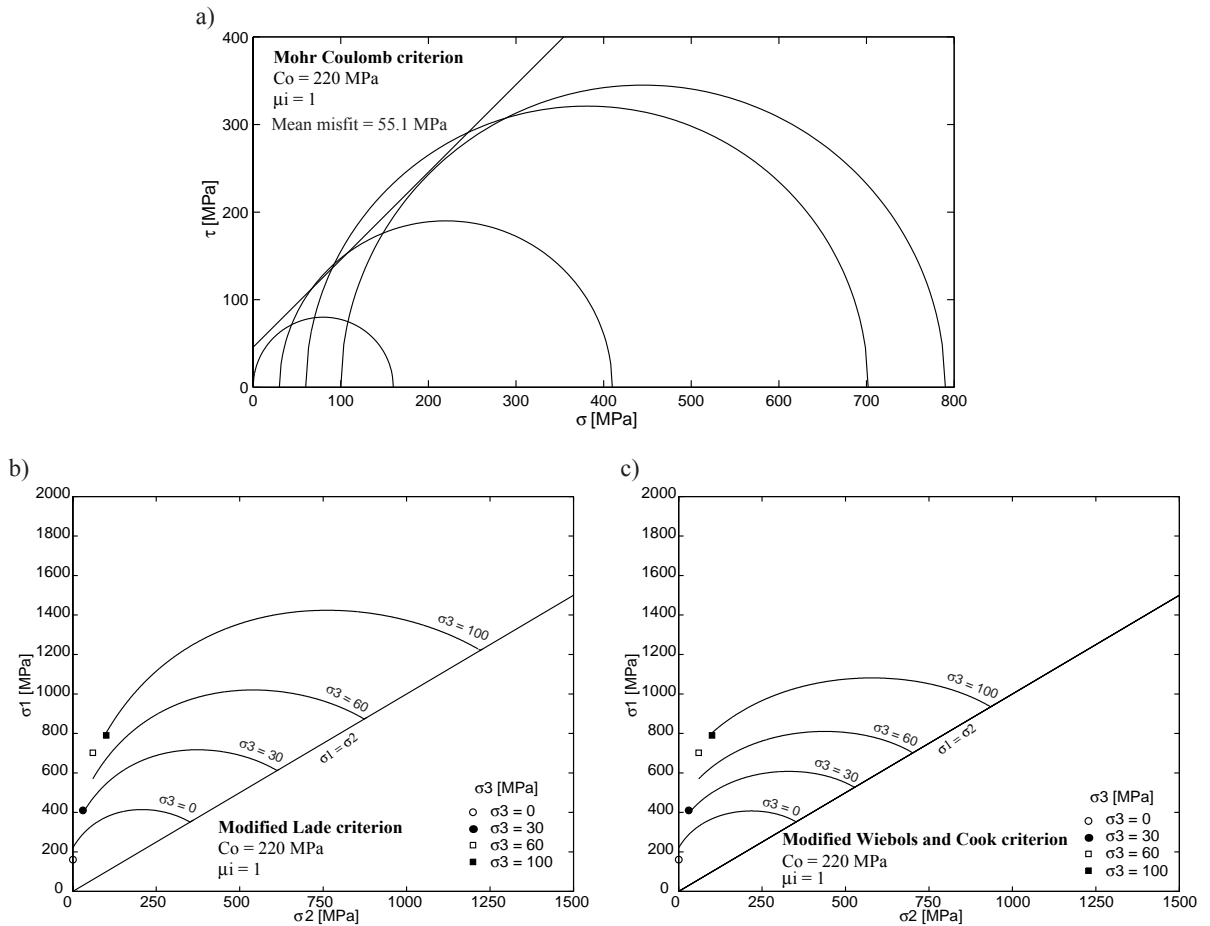 a)
Mohr Coulomb criterion
Co = 220 MPa
μi = 1
Mean misfit = 55.1 MPa
400
300
200
100
0
τ [MPa]
0 100 200 300 400 500 600 700 800
σ [MPa]
b)
2000
1800
1600
1400
1200
1000
800
600
400
200
0
σ1 [MPa]
σ3 = 100
σ3 = 60
σ3 = 30
σ3 = 0
σ1 = σ2
σ3 [MPa]
σ3 = 0
σ3 = 30
σ3 = 60
σ3 = 100
Modified Lade criterion
Co = 220 MPa
μi = 1
0 250 500 750 1000 1250 1500
σ2 [MPa]
c)
2000
1800
1600
1400
1200
1000
800
600
400
200
0
σ1 [MPa]
σ3 = 100
σ3 = 60
σ3 = 30
σ3 = 0
σ1 = σ2
σ3 [MPa]
σ3 = 0
σ3 = 30
σ3 = 60
σ3 = 100
Modified Wiebols and Cook criterion
Co = 220 MPa
μi = 1
0 250 500 750 1000 1250 1500
σ2 [MPa]